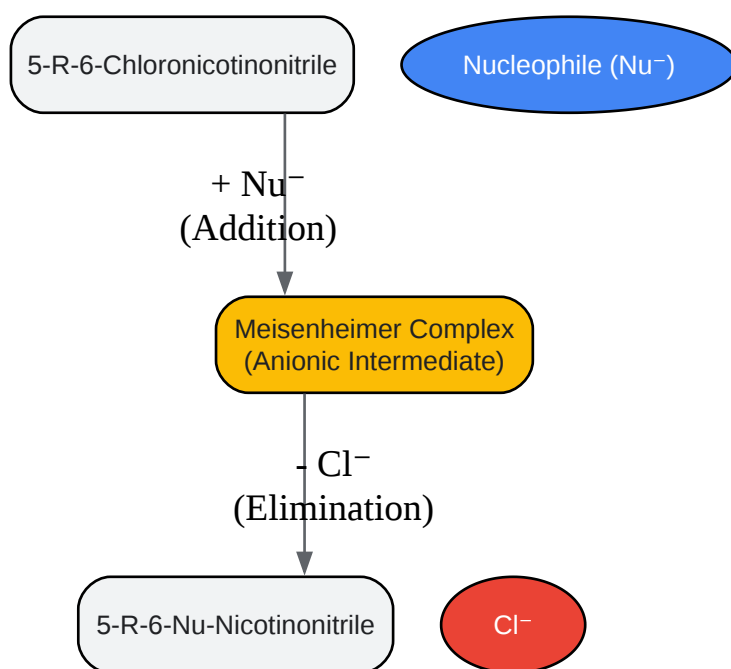 5-R-6-Chloronicotinonitrile
Nucleophile (Nu⁻)
+ Nu⁻
(Addition)
Meisenheimer Complex
(Anionic Intermediate)
- Cl⁻
(Elimination)
5-R-6-Nu-Nicotinonitrile
Cl⁻